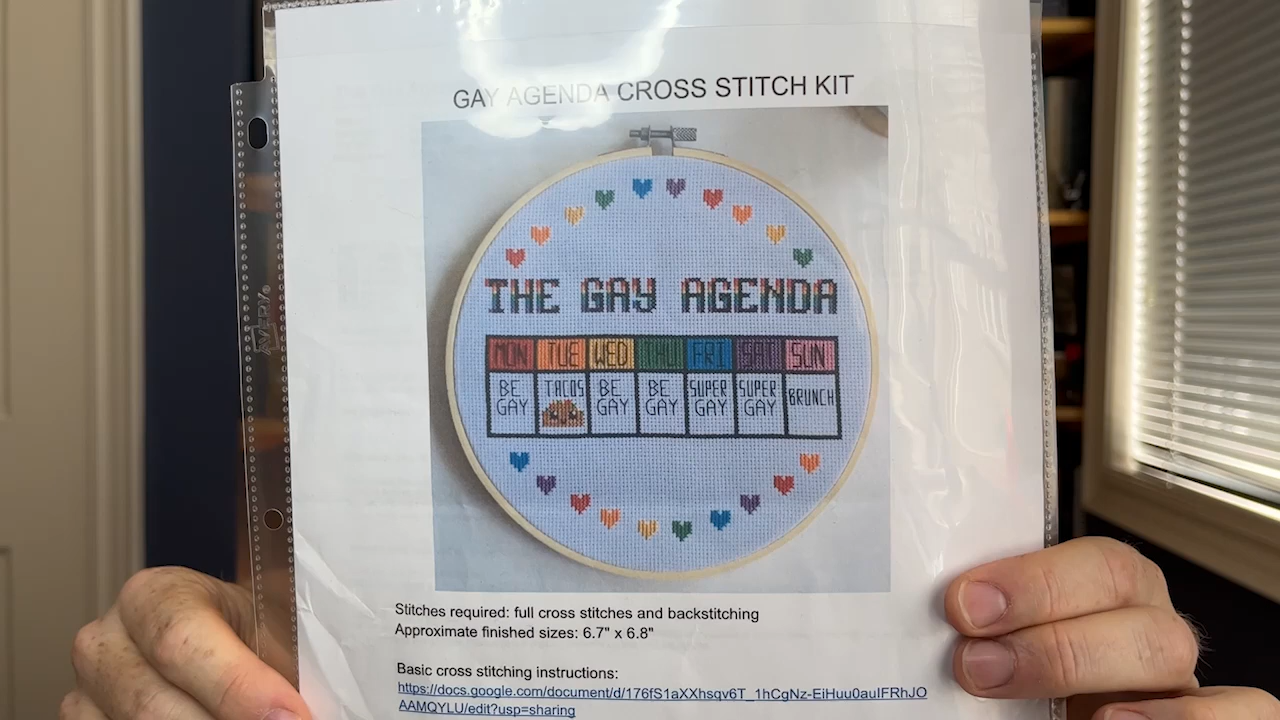 GAY AGENDA CROSS STITCH KIT
THE GAY AGENDA
MON TUE WED THU FRI SAT SUN
BE GAY TACOS BE GAY BE GAY SUPER GAY SUPER GAY BRUNCH
AVERY®
Stitches required: full cross stitches and backstitching
Approximate finished sizes: 6.7" x 6.8"
Basic cross stitching instructions:
https://docs.google.com/document/d/176fS1aXXhsqv6T_1hCgNz-EiHuu0auIFRhJO
AAMQYLU/edit?usp=sharing